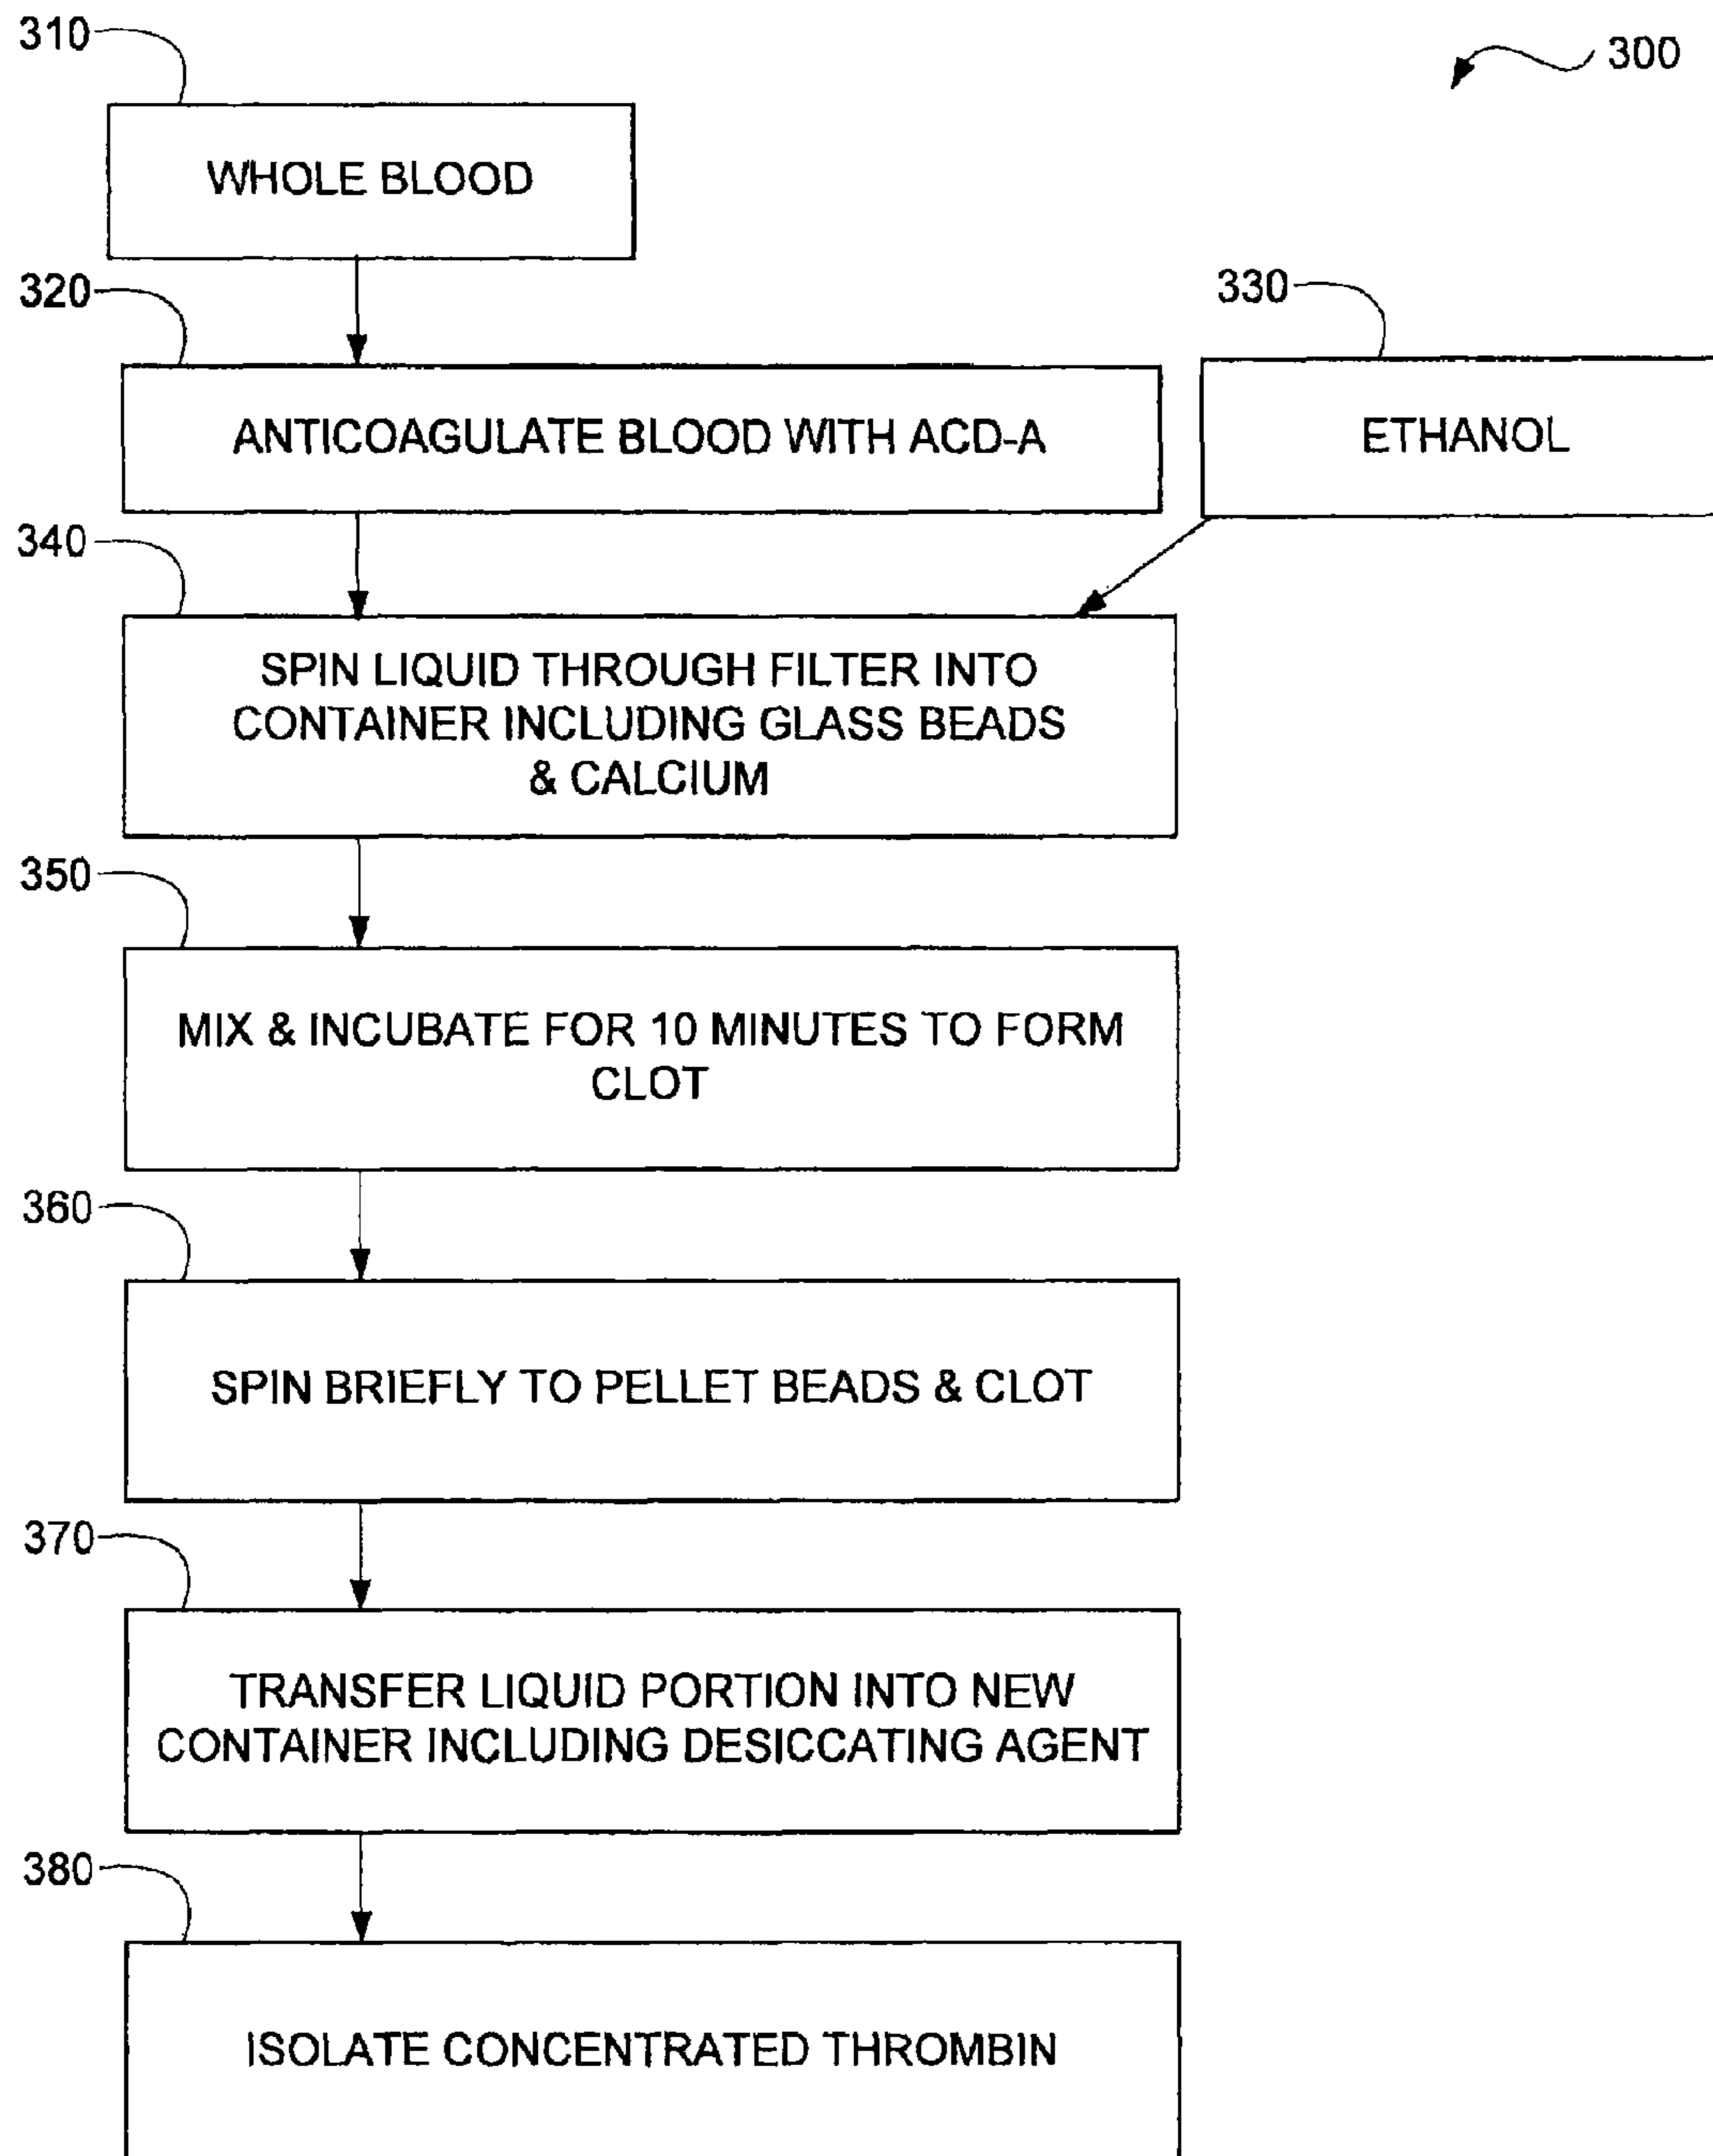 310
300
WHOLE BLOOD
320
330
ANTICOAGULATE BLOOD WITH ACD-A
ETHANOL
340
SPIN LIQUID THROUGH FILTER INTO
CONTAINER INCLUDING GLASS BEADS
& CALCIUM
350
MIX & INCUBATE FOR 10 MINUTES TO FORM
CLOT
360
SPIN BRIEFLY TO PELLET BEADS & CLOT
370
TRANSFER LIQUID PORTION INTO NEW
CONTAINER INCLUDING DESICCATING AGENT
380
ISOLATE CONCENTRATED THROMBIN